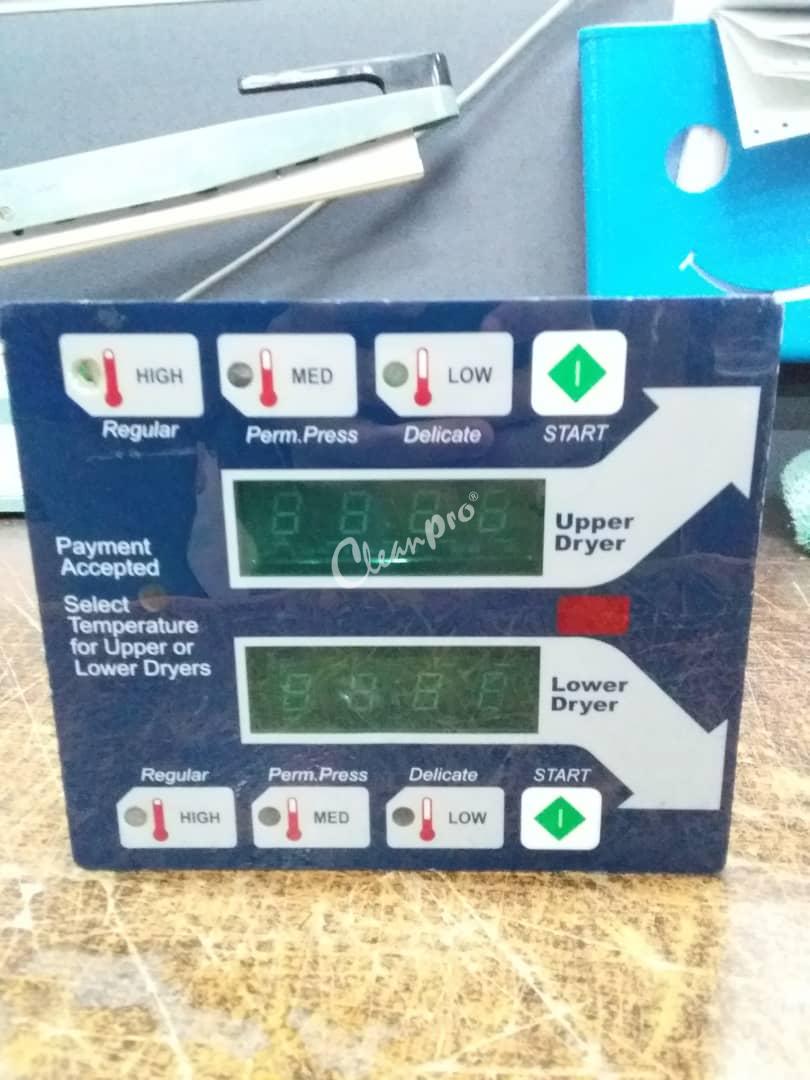 HIGH MED LOW
Regular Perm.Press Delicate START
CleanPro®
Upper
Dryer
Payment
Accepted
Select
Temperature
for Upper or
Lower Dryers
Lower
Dryer
Regular Perm.Press Delicate START
HIGH MED LOW